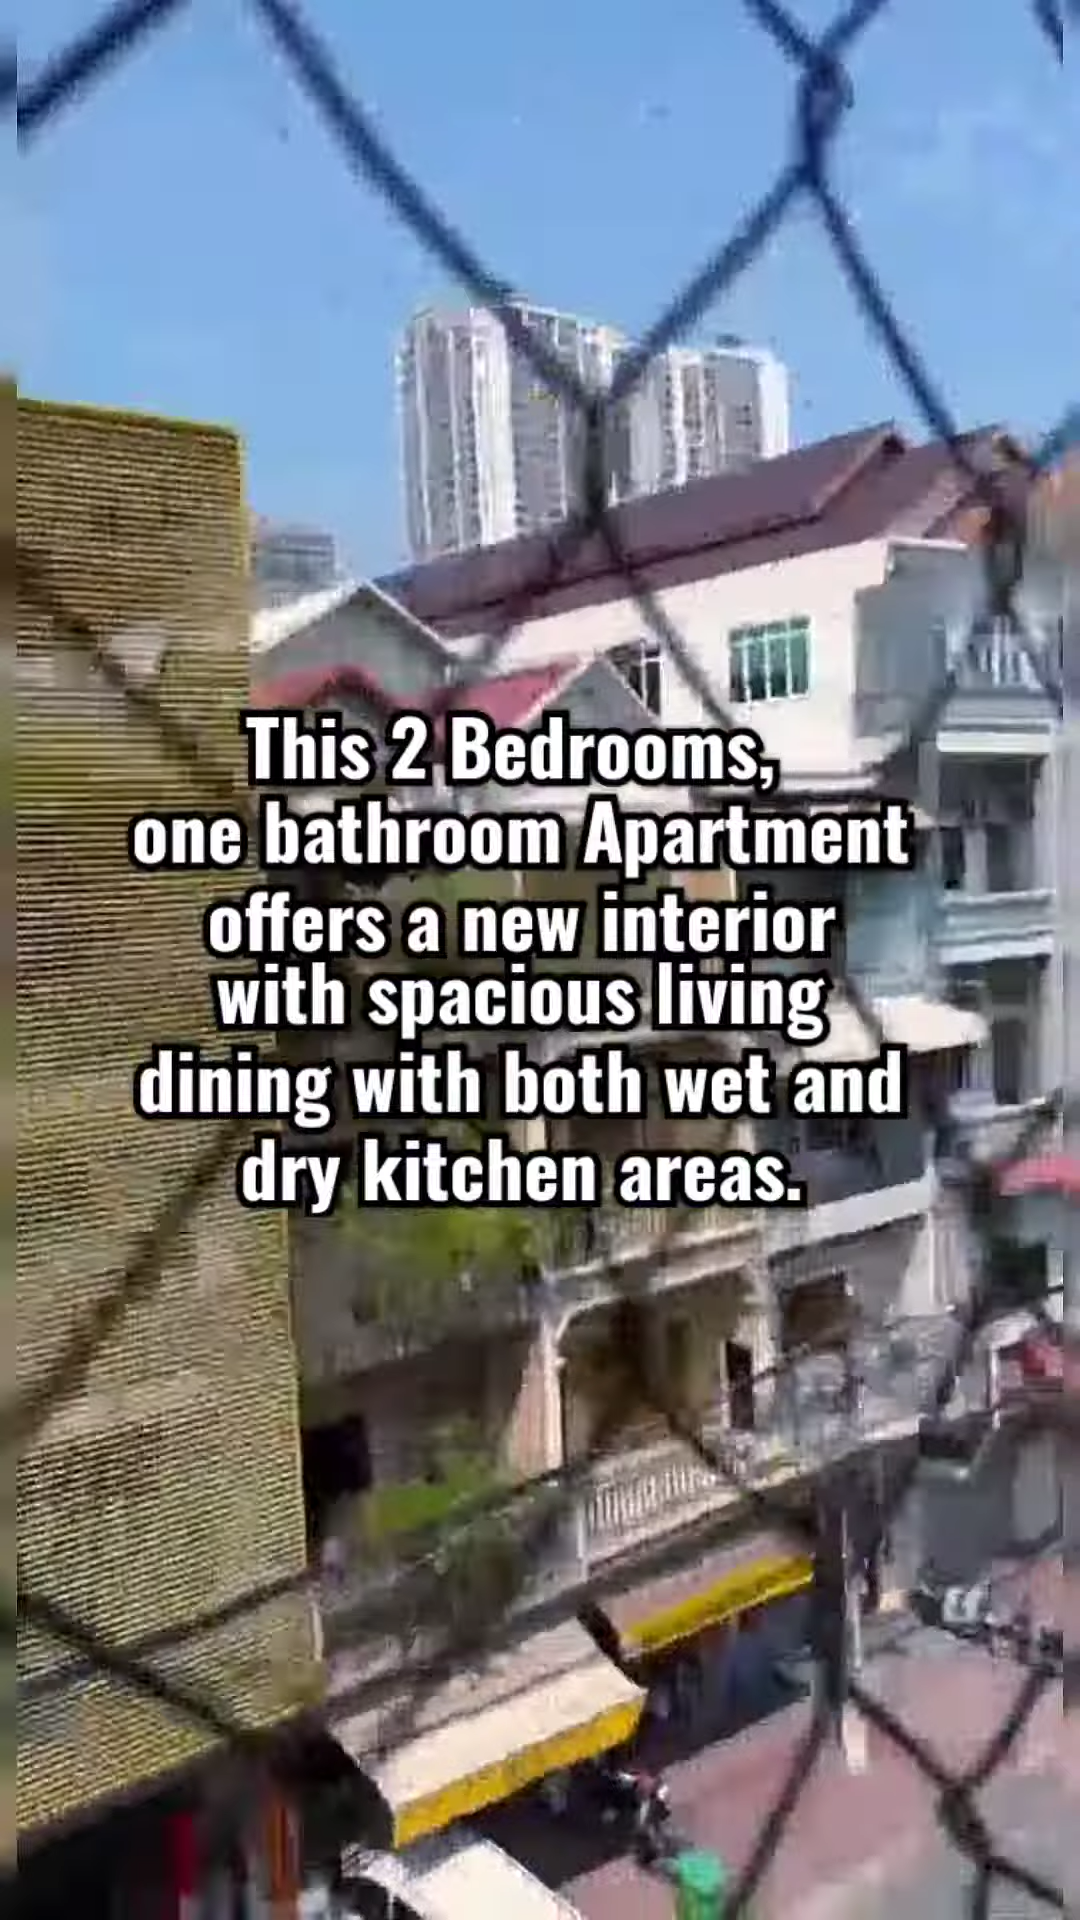 This 2 Bedrooms,
one bathroom Apartment
offers a new interior
with spacious living
dining with both wet and
dry kitchen areas.